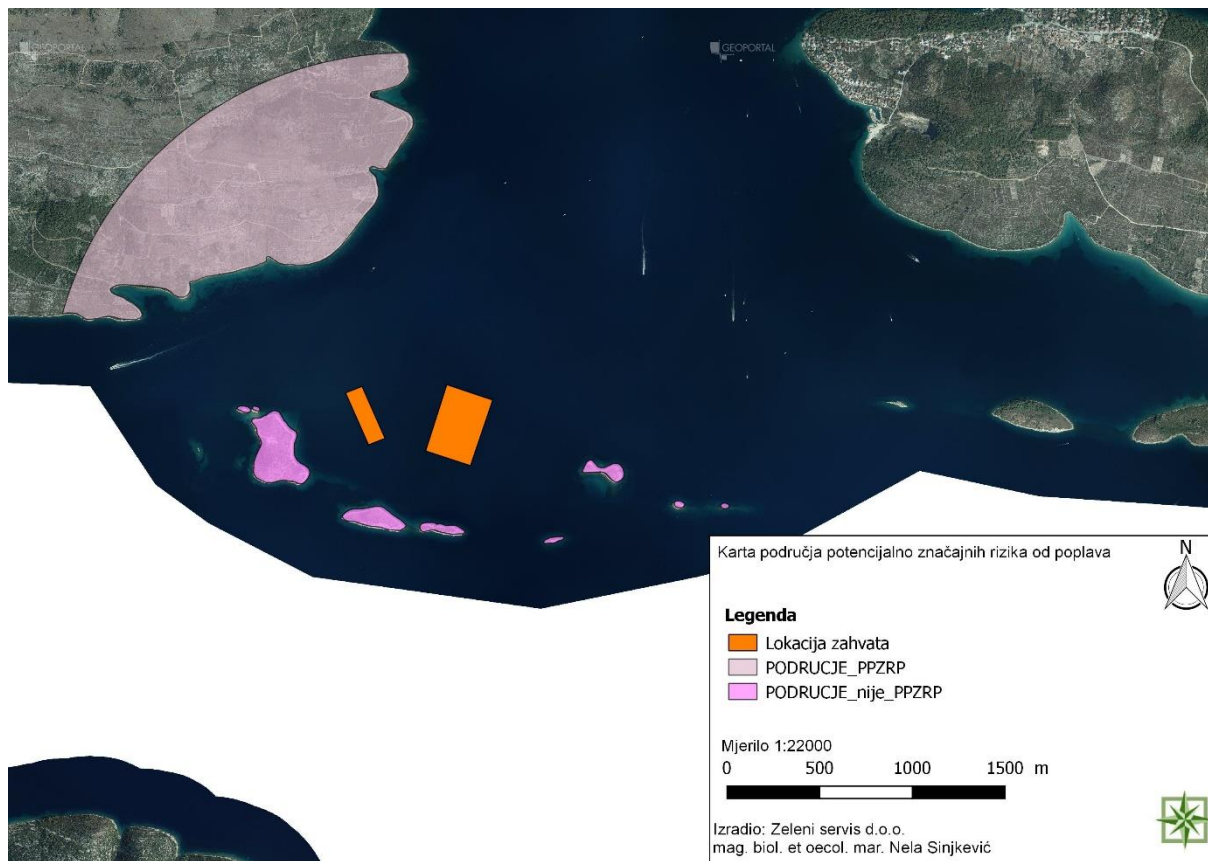 GEOPORTAL
GEOPORTAL
Karta područja potencijalno značajnih rizika od poplava
N
Legenda
Lokacija zahvata
PODRUCJE_PPZRP
PODRUCJE_nije_PPZRP
Mjerilo 1:22000
0 500 1000 1500 m
Izradio: Zeleni servis d.o.o.
mag. biol. et oecol. mar. Nela Sinjkević